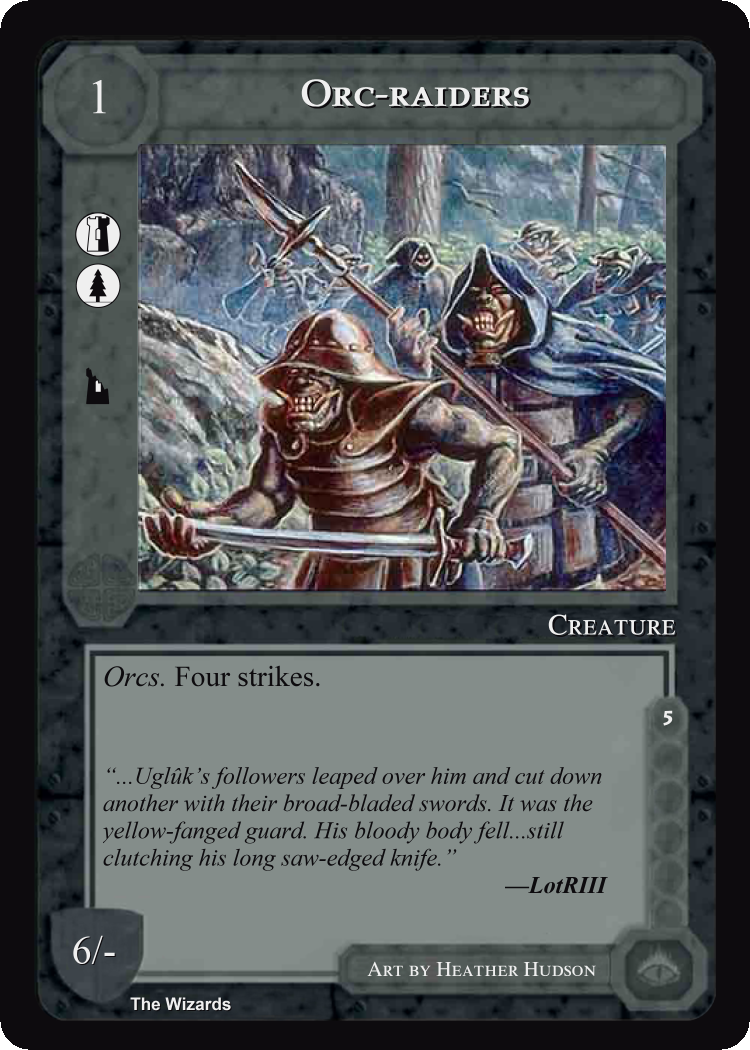 1
Orc-raiders
Creature
Orcs. Four strikes.
5
“...Uglûk’s followers leaped over him and cut down
another with their broad-bladed swords. It was the
yellow-fanged guard. His bloody body fell...still
clutching his long saw-edged knife.”
—LotRIII
6/-
Art by Heather Hudson
The Wizards